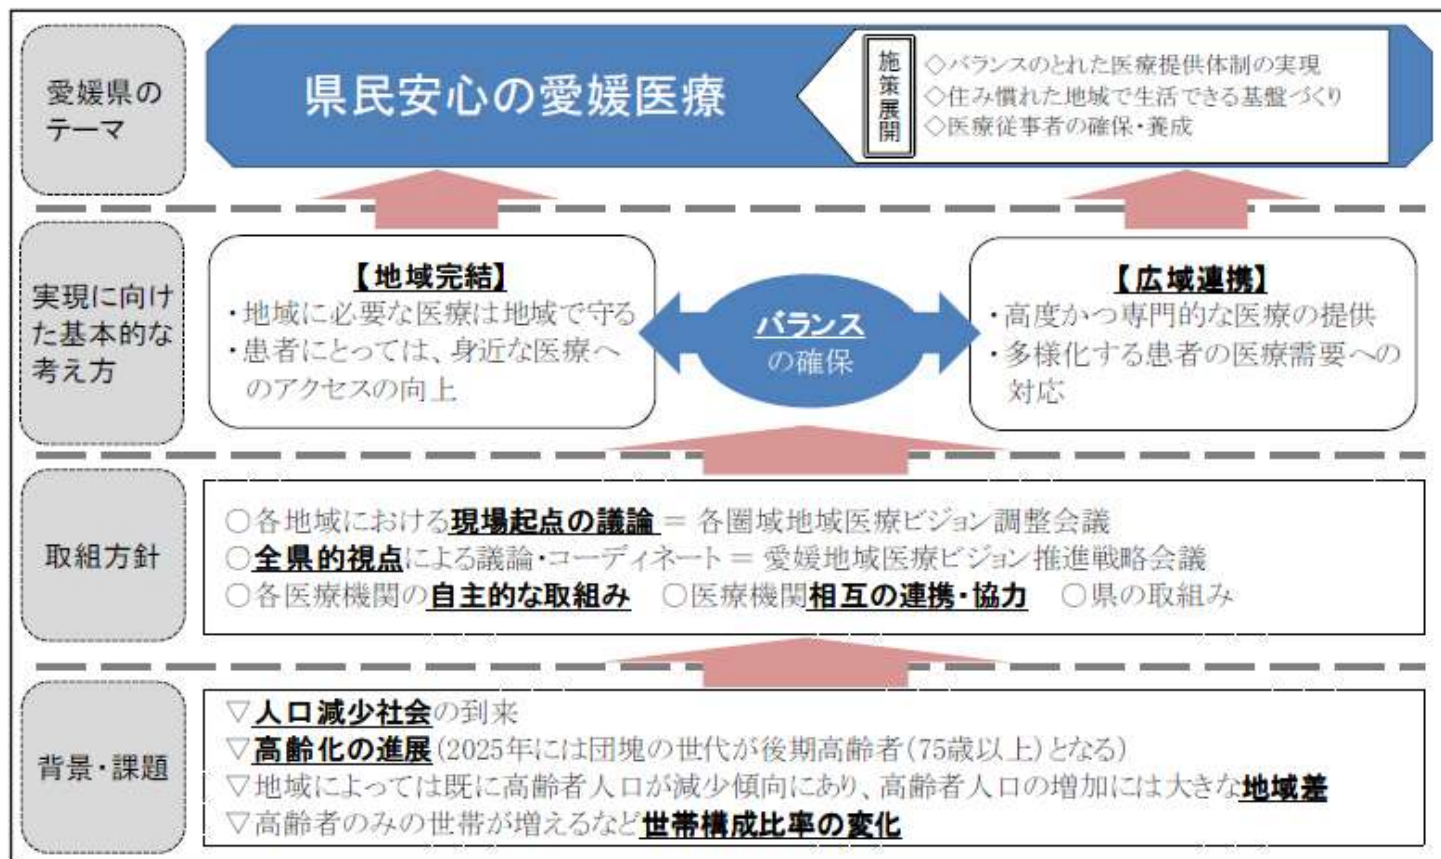 愛媛県の
テーマ
県民安心の愛媛医療
施策展開
◇バランスのとれた医療提供体制の実現
◇住み慣れた地域で生活できる基盤づくり
◇医療従事者の確保・養成
実現に向け
た基本的な
考え方
【地域完結】
・地域に必要な医療は地域で守る
・患者にとっては、身近な医療へ
のアクセスの向上
バランス
の確保
【広域連携】
・高度かつ専門的な医療の提供
・多様化する患者の医療需要への
対応
取組方針
○各地域における現場起点の議論 = 各圏域地域医療ビジョン調整会議
○全県的視点による議論・コーディネート = 愛媛地域医療ビジョン推進戦略会議
○各医療機関の自主的な取組み ○医療機関相互の連携・協力 ○県の取組み
背景・課題
▽人口減少社会の到来
▽高齢化の進展(2025年には団塊の世代が後期高齢者(75歳以上)となる)
▽地域によっては既に高齢者人口が減少傾向にあり、高齢者人口の増加には大きな地域差
▽高齢者のみの世帯が増えるなど世帯構成比率の変化